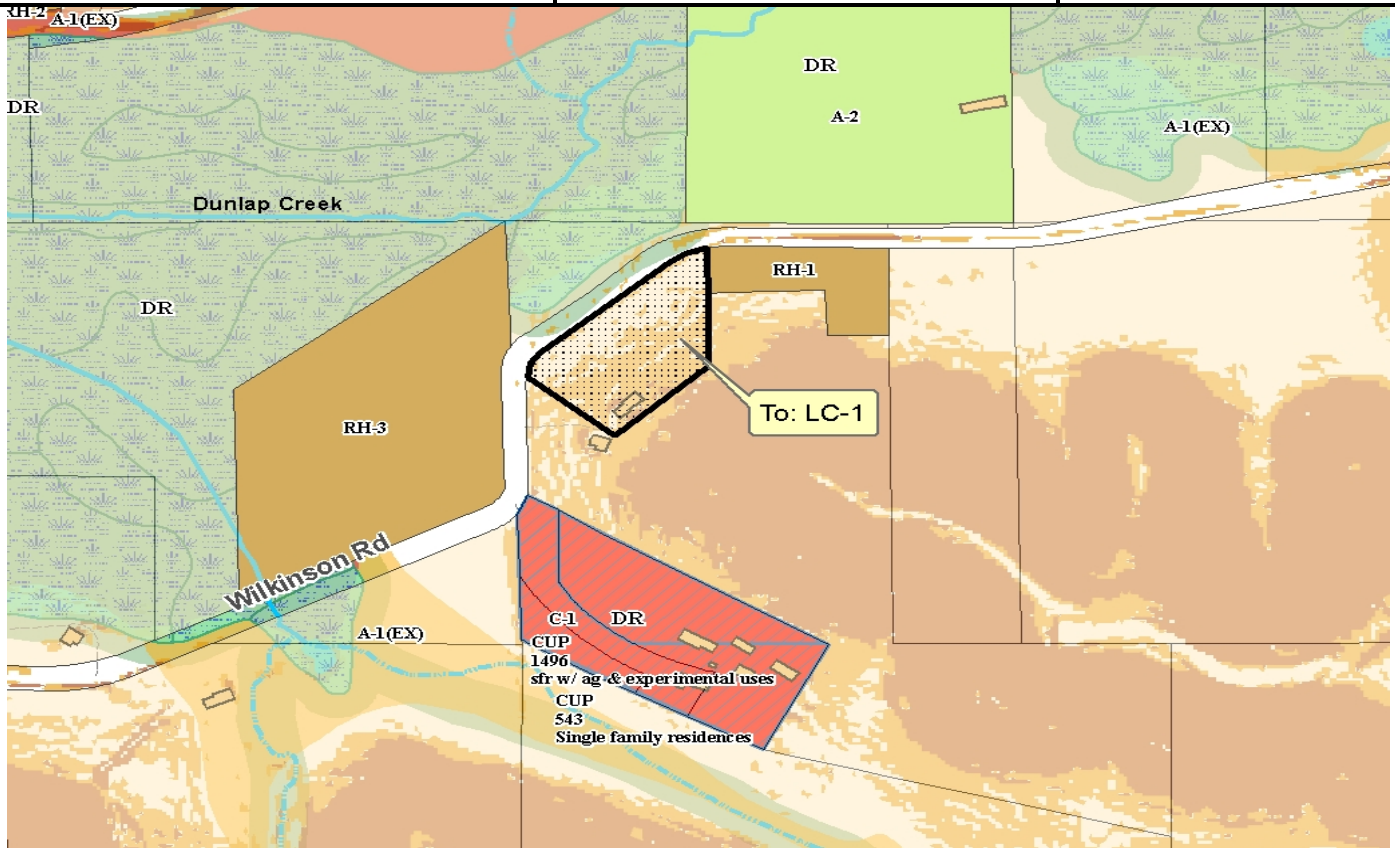 RH-2
A-1(EX)
DR
DR
A-2
A-1(EX)
Dunlap Creek
RH-1
DR
To: LC-1
RH-3
Wilkinson Rd
A-1(EX)
C-1
DR
CUP
1496
sfr w/ ag & experimental uses
CUP
543
Single family residences